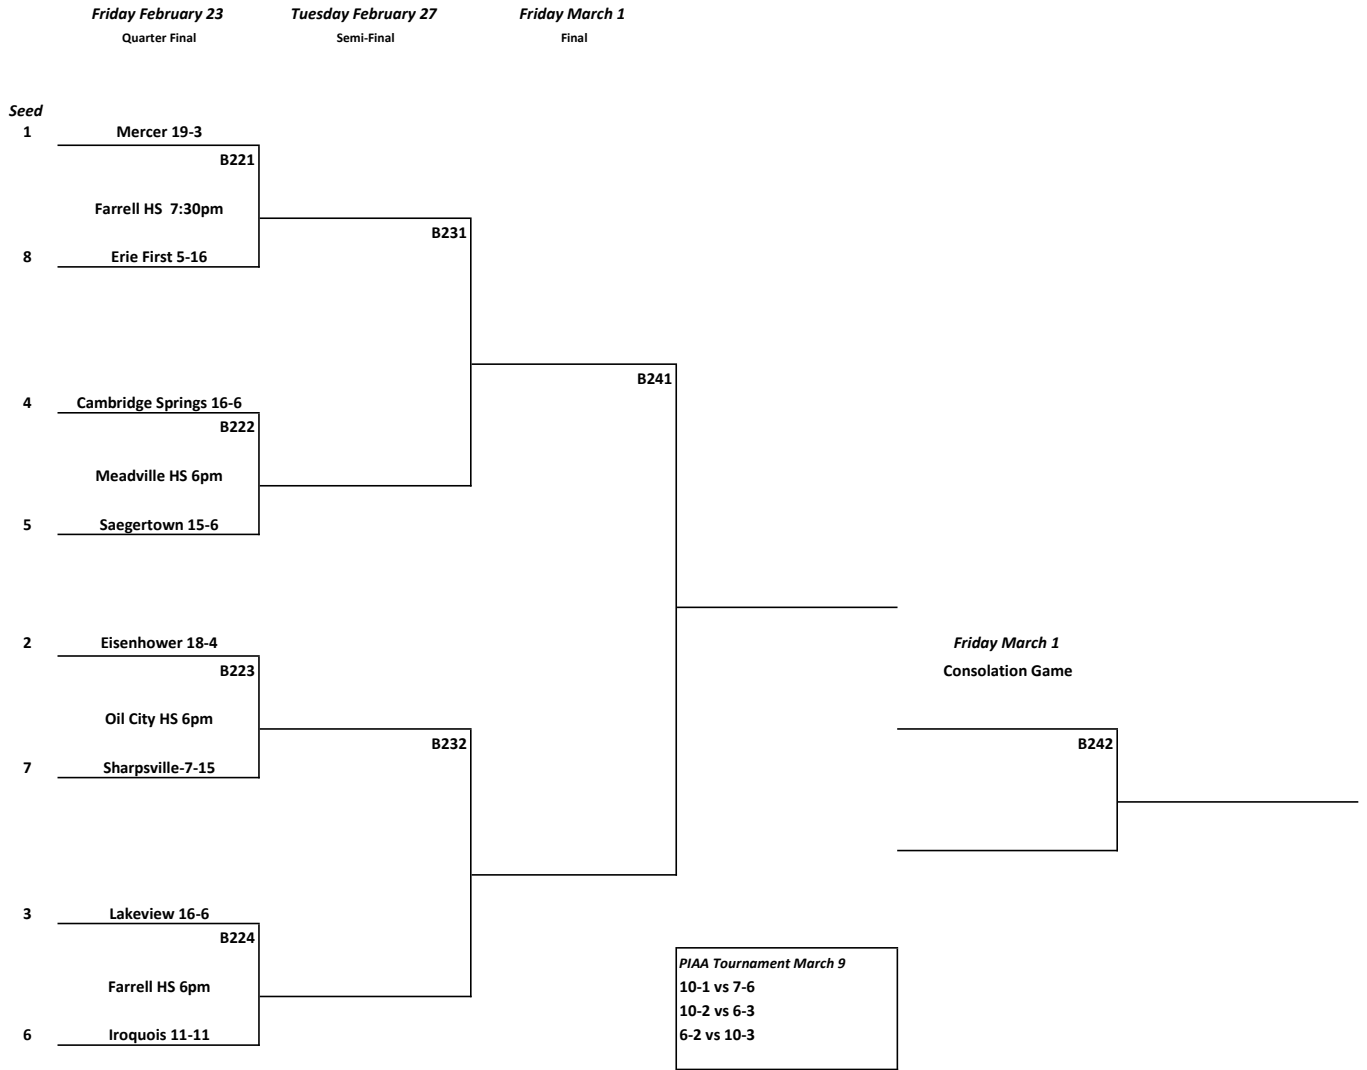 Friday February 23 Tuesday February 27 Friday March 1
Quarter Final Semi-Final Final
Seed
1 Mercer 19-3
B221
Farrell HS  7:30pm
B231
8 Erie First 5-16
B241
4 Cambridge Springs 16-6
B222
Meadville HS 6pm
5 Saegertown 15-6
2 Eisenhower 18-4 Friday March 1
B223 Consolation Game
Oil City HS 6pm
B232 B242
7 Sharpsville-7-15
3 Lakeview 16-6
B224
PIAA Tournament March 9
Farrell HS 6pm 10-1 vs 7-6
10-2 vs 6-3
6 Iroquois 11-11 6-2 vs 10-3